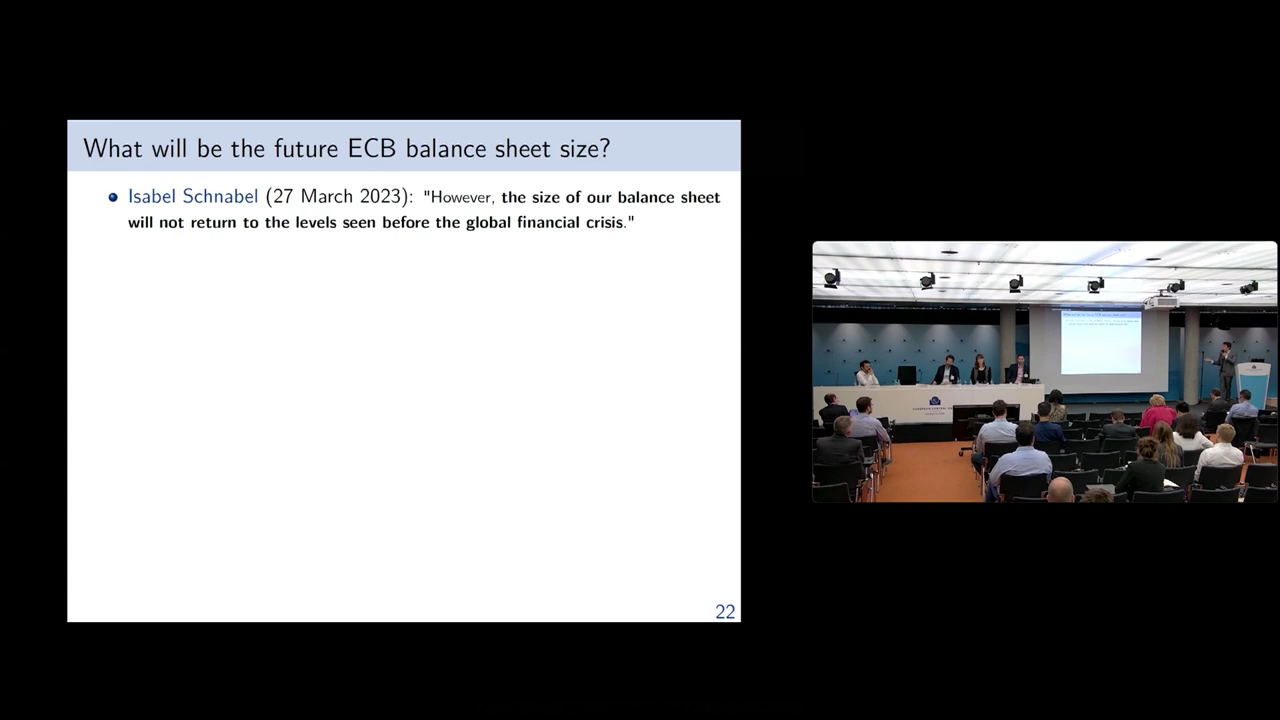 What will be the future ECB balance sheet size?
Isabel Schnabel (27 March 2023): "However, the size of our balance sheet
will not return to the levels seen before the global financial crisis."
22